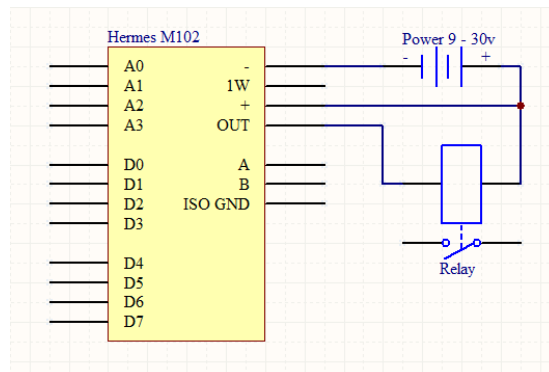 Hermes M102
Power 9 - 30v
- +
A0 -
A1 1W
A2 +
A3 OUT
D0 A
D1 B
D2 ISO GND
D3
D4
D5
D6
D7
Relay